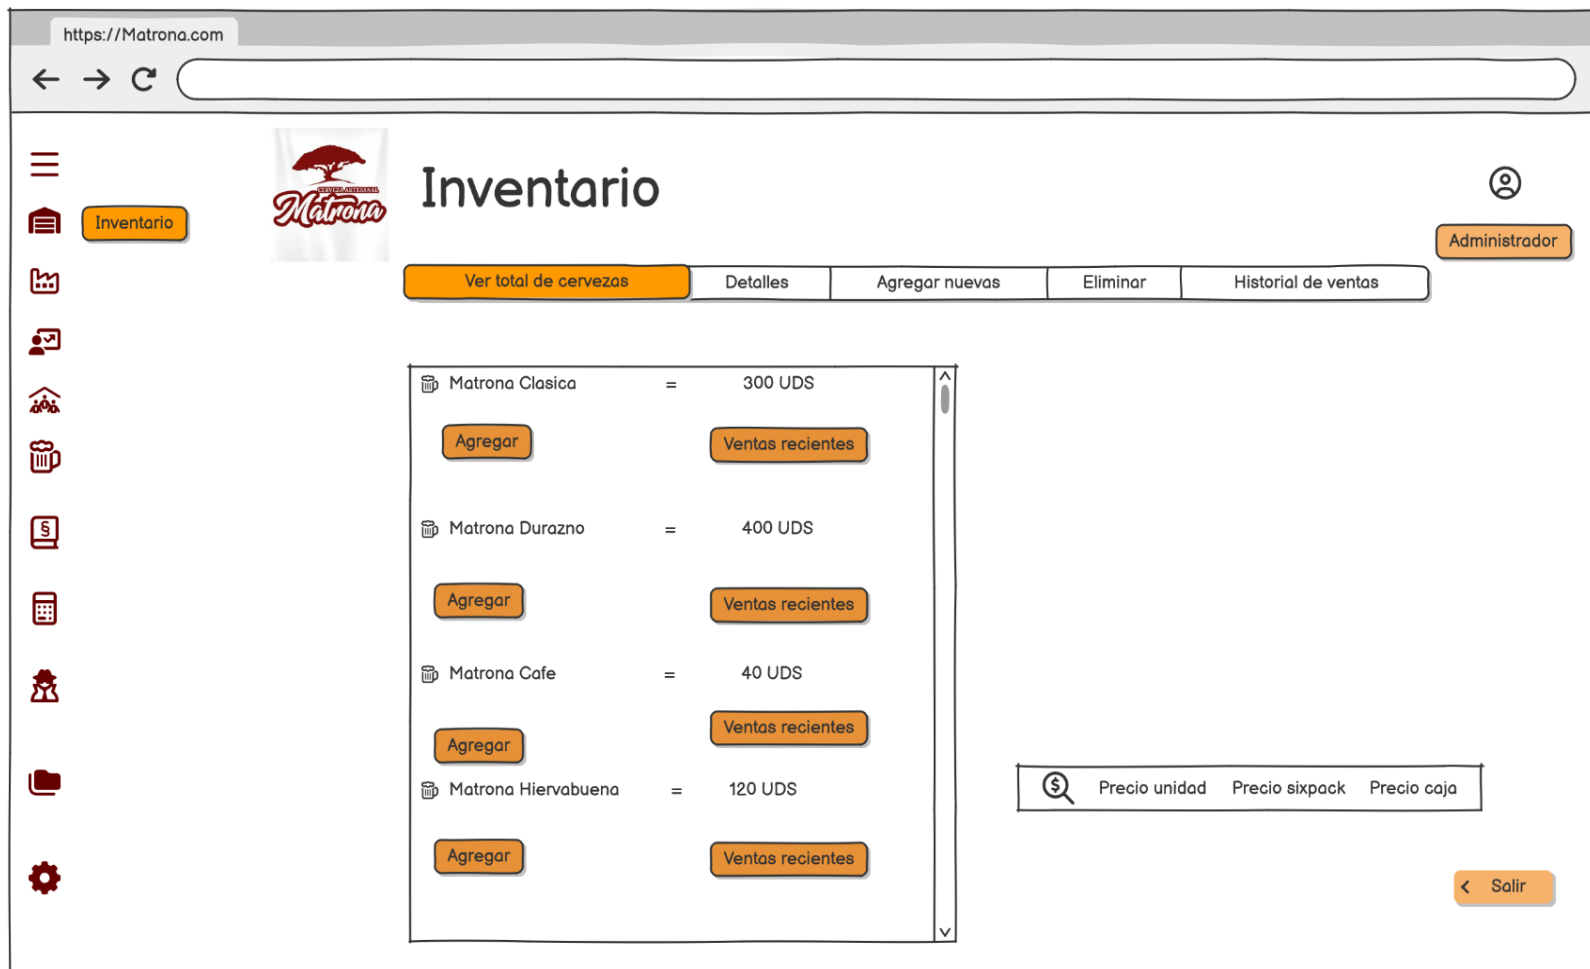 https://Matrona.com
CERVEZA ARTESANAL
Matrona
Inventario
Inventario
Administrador
Ver total de cervezas Detalles Agregar nuevas Eliminar Historial de ventas
Matrona Clasica = 300 UDS
Agregar Ventas recientes
Matrona Durazno = 400 UDS
Agregar Ventas recientes
Matrona Cafe = 40 UDS
Ventas recientes
Agregar
Matrona Hiervabuena = 120 UDS
Precio unidad Precio sixpack Precio caja
Agregar Ventas recientes
Salir